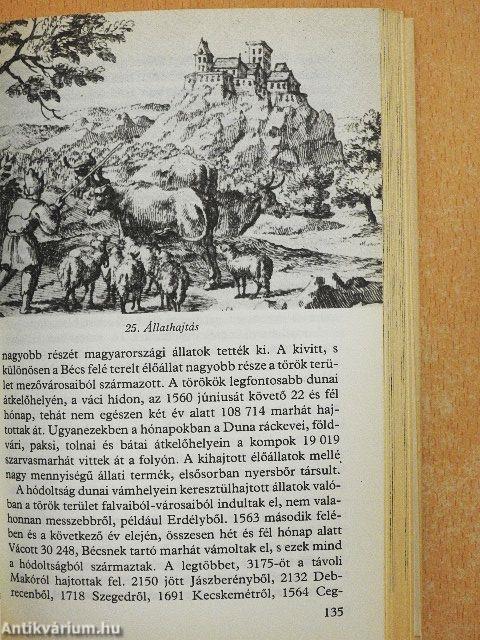 25. Állathajtás
nagyobb részét magyarországi állatok tették ki. A kivitt, s
különösen a Bécs felé terelt élőállat nagyobb része a török terü-
let mezővárosaiból származott. A törökök legfontosabb dunai
átkelőhelyén, a váci hídon, az 1560 júniusát követő 22 és fél
hónap, tehát nem egészen két év alatt 108 714 marhát haj-
tottak át. Ugyanezekben a hónapokban a Duna ráckevei, föld-
vári, paksi, tolnai és bátai átkelőhelyein a kompok 19 019
szarvasmarhát vittek át a folyón. A kihajtott élőállatok mellé
nagy mennyiségű állati termék, elsősorban nyersbőr társult.
A hódoltság dunai vámhelyein keresztülhajtott állatok való-
ban a török terület falvaiból-városaiból indultak el, nem vala-
honnan messzebbről, például Erdélyből. 1563 második felé-
ben és a következő év elején, összesen hét és fél hónap alatt
Vácott 30 248, Bécsnek tartó marhát vámoltak el, s ezek mind
a hódoltságból származtak. A legtöbbet, 3175-öt a távoli
Makóról hajtottak fel. 2150 jött Jászberényből, 2132 Deb-
recenből, 1718 Szegedről, 1691 Kecskemétről, 1564 Ceg-
135
Antikvárium.hu